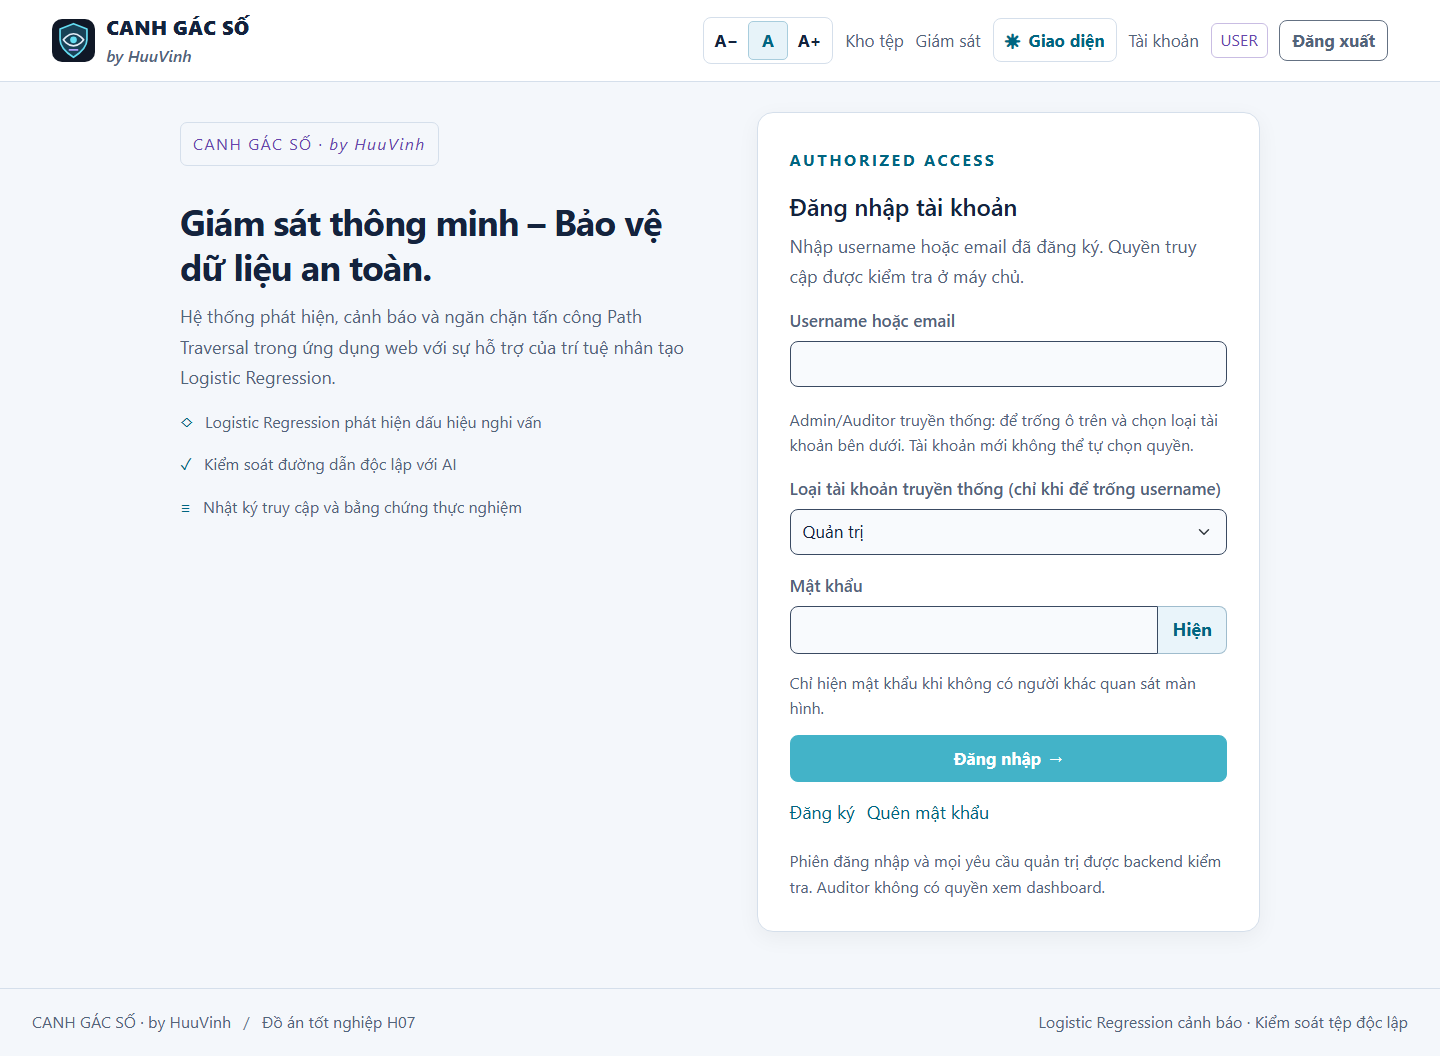 CANH GÁC SỐ
by HuuVinh
A− A A+ Kho tệp Giám sát Giao diện Tài khoản USER Đăng xuất
CANH GÁC SỐ · by HuuVinh
Giám sát thông minh – Bảo vệ
dữ liệu an toàn.
Hệ thống phát hiện, cảnh báo và ngăn chặn tấn công Path
Traversal trong ứng dụng web với sự hỗ trợ của trí tuệ nhân tạo
Logistic Regression.
◇ Logistic Regression phát hiện dấu hiệu nghi vấn
✓ Kiểm soát đường dẫn độc lập với AI
≡ Nhật ký truy cập và bằng chứng thực nghiệm
AUTHORIZED ACCESS
Đăng nhập tài khoản
Nhập username hoặc email đã đăng ký. Quyền truy
cập được kiểm tra ở máy chủ.
Username hoặc email
Admin/Auditor truyền thống: để trống ô trên và chọn loại tài
khoản bên dưới. Tài khoản mới không thể tự chọn quyền.
Loại tài khoản truyền thống (chỉ khi để trống username)
Quản trị
Mật khẩu
Hiện
Chỉ hiện mật khẩu khi không có người khác quan sát màn
hình.
Đăng nhập →
Đăng ký Quên mật khẩu
Phiên đăng nhập và mọi yêu cầu quản trị được backend kiểm
tra. Auditor không có quyền xem dashboard.
CANH GÁC SỐ · by HuuVinh / Đồ án tốt nghiệp H07
Logistic Regression cảnh báo · Kiểm soát tệp độc lập